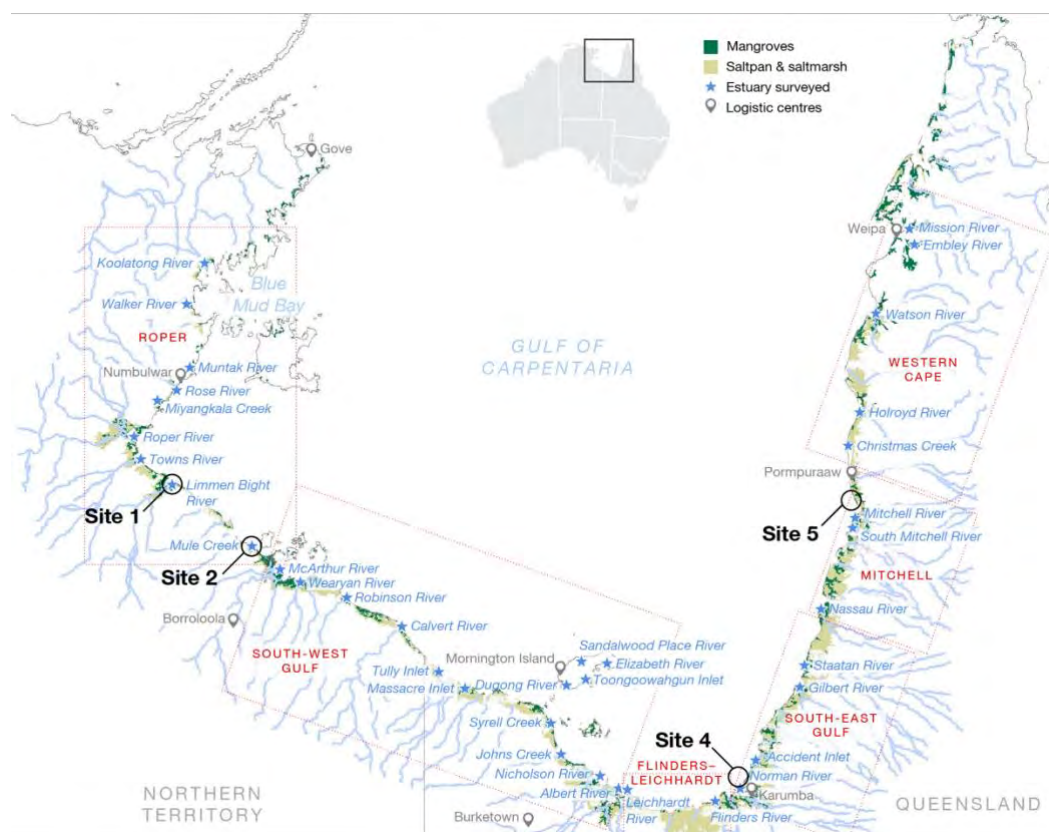 Mangroves
Saltpan & saltmarsh
Estuary surveyed
Logistic centres
Gove
Koolatong River
Blue
Mud Bay
Walker River
ROPER
Muntak River
Numbulwar
Rose River
Miyangkala Creek
Roper River
Towns River
Limmen Bight
River
Site 1
Mule Creek
Site 2
McArthur River
Wearyan River
Robinson River
Borroloola
Calvert River
SOUTH-WEST
GULF
Tully Inlet
Massacre Inlet
Mornington Island
Sandalwood Place River
Elizabeth River
Toongoowahgun Inlet
Dugong River
Syrell Creek
Johns Creek
Nicholson River
Albert River
Leichhardt
River
Burketown
NORTHERN
TERRITORY
GULF OF
CARPENTARIA
Weipa
Mission River
Embley River
Watson River
WESTERN
CAPE
Holroyd River
Christmas Creek
Pormpuraaw
Site 5
Mitchell River
South Mitchell River
MITCHELL
Nassau River
Staatan River
Gilbert River
SOUTH-EAST
GULF
Site 4
FLINDERS–
LEICHHARDT
Accident Inlet
Norman River
Karumba
Flinders River
QUEENSLAND